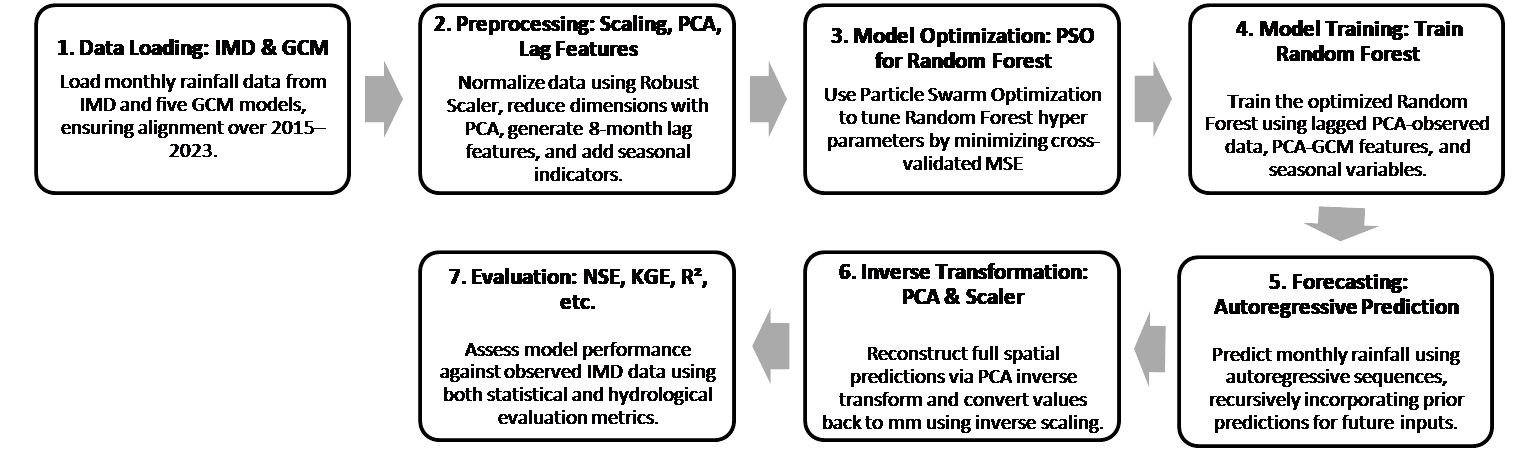 1. Data Loading: IMD & GCM
Load monthly rainfall data from
IMD and five GCM models,
ensuring alignment over 2015–
2023.
2. Preprocessing: Scaling, PCA,
Lag Features
Normalize data using Robust
Scaler, reduce dimensions with
PCA, generate 8-month lag
features, and add seasonal
indicators.
3. Model Optimization: PSO
for Random Forest
Use Particle Swarm Optimization
to tune Random Forest hyper
parameters by minimizing cross-
validated MSE
4. Model Training: Train
Random Forest
Train the optimized Random
Forest using lagged PCA-observed
data, PCA-GCM features, and
seasonal variables.
5. Forecasting:
Autoregressive Prediction
Predict monthly rainfall using
autoregressive sequences,
recursively incorporating prior
predictions for future inputs.
6. Inverse Transformation:
PCA & Scaler
Reconstruct full spatial
predictions via PCA inverse
transform and convert values
back to mm using inverse scaling.
7. Evaluation: NSE, KGE, R²,
etc.
Assess model performance
against observed IMD data using
both statistical and hydrological
evaluation metrics.